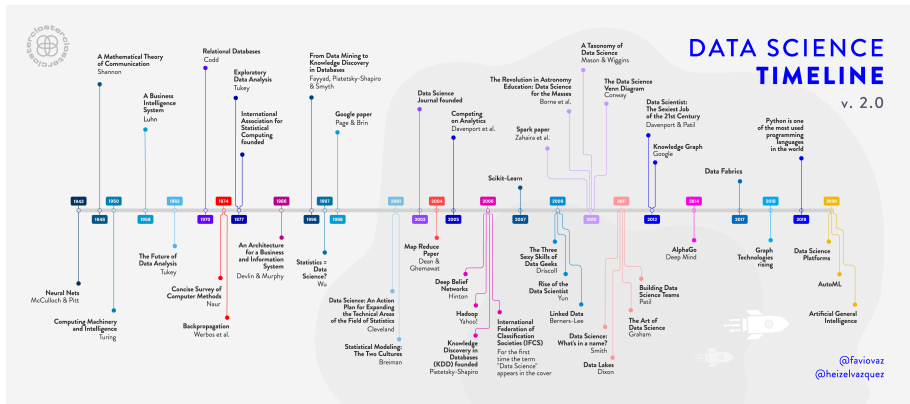 clostercloster
DATA SCIENCE
TIMELINE
v. 2.0
A Mathematical Theory
of Communication
Shannon
A Business
Intelligence
System
Luhn
Relational Databases
Codd
Exploratory
Data Analysis
Tukey
International
Association for
Statistical
Computing
founded
From Data Mining to
Knowledge Discovery
in Databases
Fayyad, Piatetsky-Shapiro
& Smyth
Google paper
Page & Brin
Data Science
Journal founded
Computing
on Analytics
Davenport et al.
Scikit-Learn
Spark paper
Zaharia et al.
The Revolution in Astronomy
Education: Data Science
for the Masses
Borne et al.
A Taxonomy of
Data Science
Mason & Wiggins
The Data Science
Venn Diagram
Conway
Data Scientist:
The Sexiest Job
of the 21st Century
Davenport & Patil
Knowledge Graph
Google
Data Fabrics
Python is one
of the most used
programming
languages
in the world
1943
1950
1962
1974
1988
1997
2001
2004
2006
2009
2011
2014
2018
2020
1948
1958
1970
1977
1996
1998
2003
2005
2007
2010
2012
2017
2019
Neural Nets
McCulloch & Pitt
Computing Machinery
and Intelligence
Turing
The Future of
Data Analysis
Tukey
Concise Survey of
Computer Methods
Naur
Backpropagation
Werbos et al.
An Architecture
for a Business
and Information
System
Devlin & Murphy
Statistics =
Data
Science?
Wu
Data Science: An Action
Plan for Expanding
the Technical Areas
of the Field of Statistics
Cleveland
Statistical Modeling:
The Two Cultures
Breiman
Map Reduce
Paper
Dean &
Ghemawat
Deep Belief
Networks
Hinton
Hadoop
Yahoo!
Knowledge
Discovery in
Databases
(KDD) founded
Piatetsky-Shapiro
International
Federation of
Classification
Societies (IFCS)
For the first
time the term
"Data Science"
appears in the cover
The Three
Sexy Skills of
Data Geeks
Driscoll
Rise of the
Data Scientist
Yun
Linked Data
Berners-Lee
Data Science:
What's in a name?
Smith
Data Lakes
Dixon
Building Data
Science Teams
Patil
The Art of
Data Science
Graham
AlphaGo
Deep Mind
Graph
Technologies
rising
Data Science
Platforms
AutoML
Artificial General
Intelligence
@faviovaz
@heizelvazquez